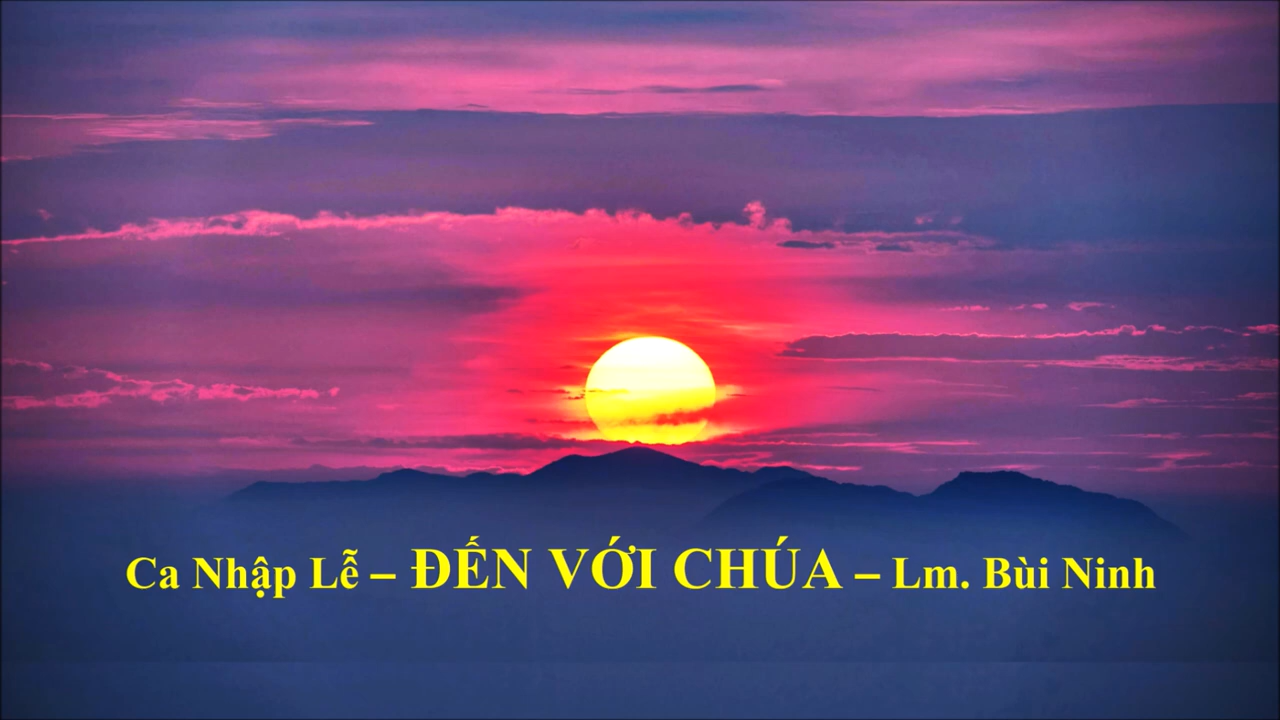 Ca Nhập Lễ – ĐẾN VỚI CHÚA – Lm. Bùi Ninh